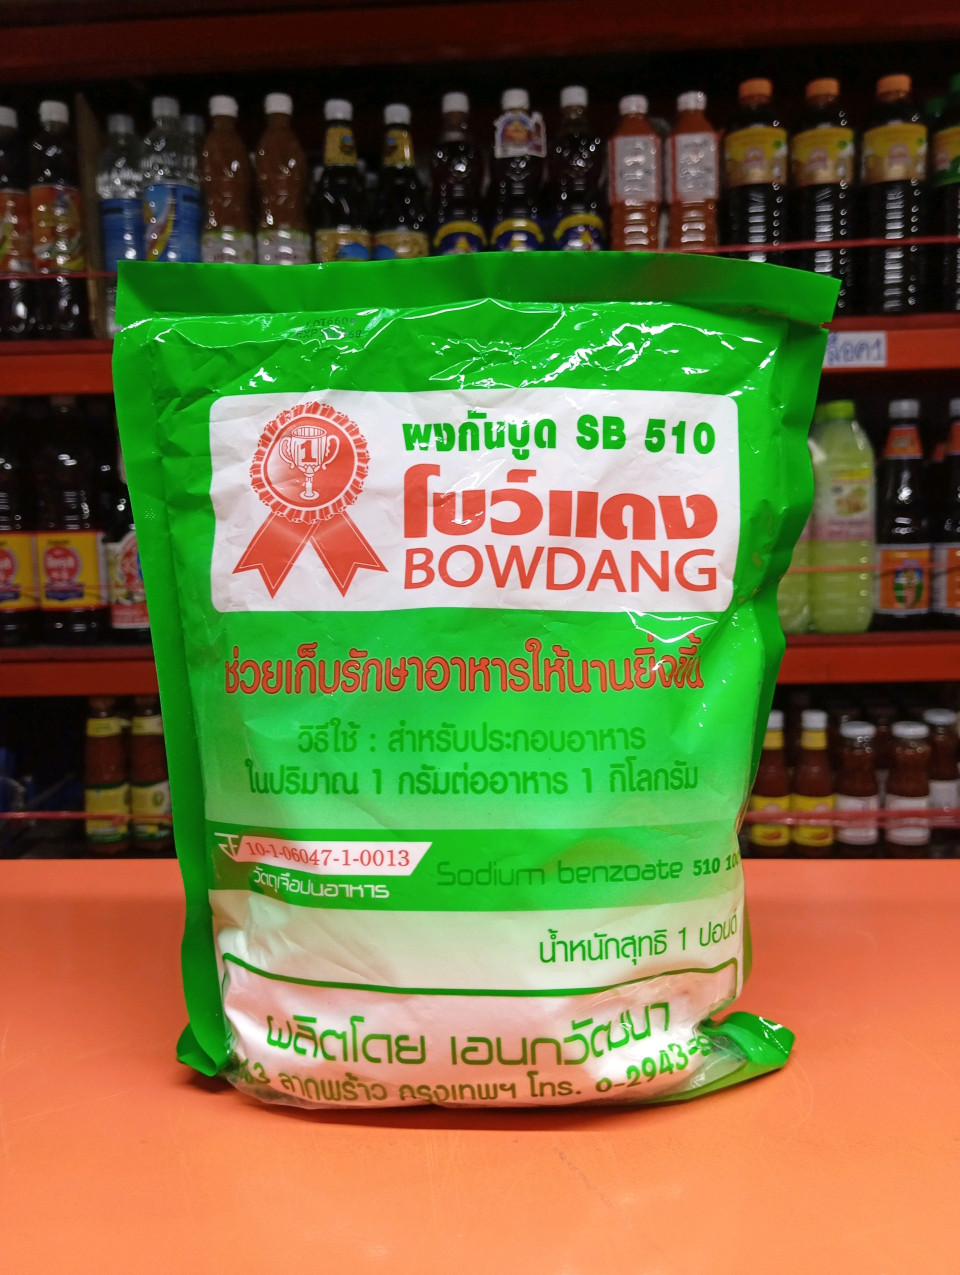 1
ผงกันบูด SB 510
โบว์แดง
BOWDANG
ช่วยเก็บรักษาอาหารให้นานยิ่งขึ้น
วิธีใช้ : สำหรับประกอบอาหาร
ในปริมาณ 1 กรัมต่ออาหาร 1 กิโลกรัม
10-1-06047-1-0013
วัตถุเจือปนอาหาร
Sodium benzoate 510
น้ำหนักสุทธิ 1 ปอนด์
ผลิตโดย เอนกวัฒนา
ลาดพร้าว กรุงเทพฯ โทร. 0-2943-
ล็อค1